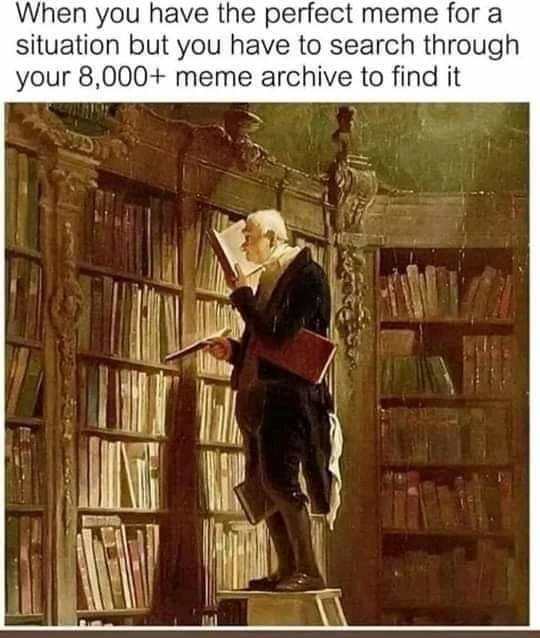 When you have the perfect meme for a
situation but you have to search through
your 8,000+ meme archive to find it